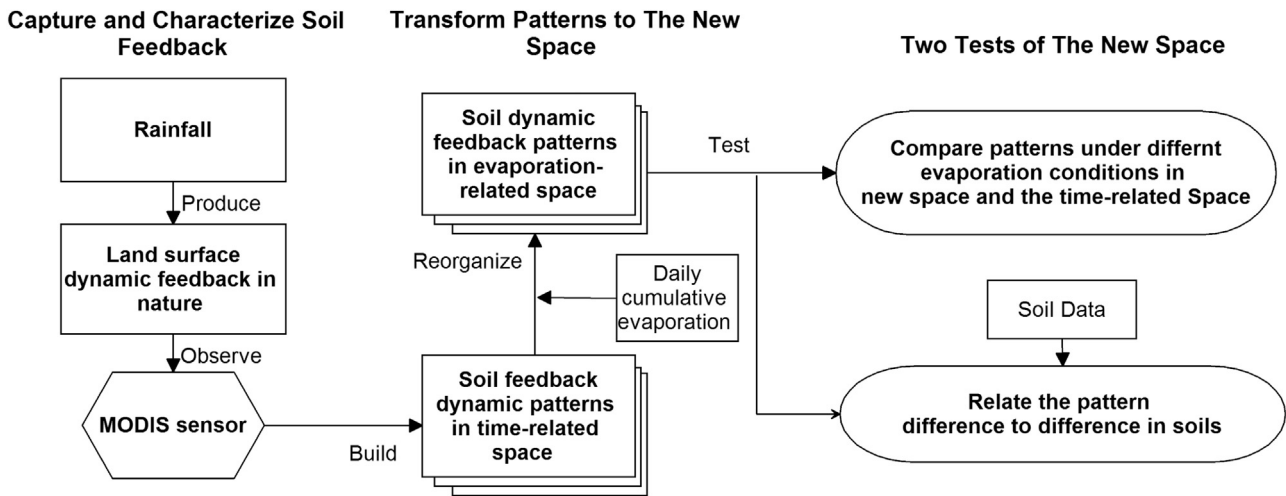 Capture and Characterize Soil
Feedback
Rainfall
Produce
Land surface
dynamic feedback in
nature
Observe
MODIS sensor
Build
Transform Patterns to The New
Space
Soil dynamic
feedback patterns
in evaporation-
related space
Reorganize
Daily
cumulative
evaporation
Soil feedback
dynamic patterns
in time-related
space
Test
Two Tests of The New Space
Compare patterns under differnt
evaporation conditions in
new space and the time-related Space
Soil Data
Relate the pattern
difference to difference in soils